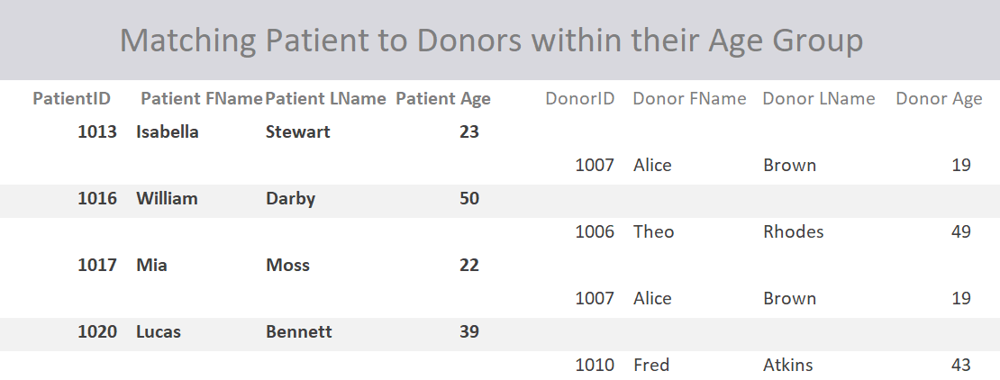 Matching Patient to Donors within their Age Group
PatientID Patient FName Patient LName Patient Age DonorID Donor FName Donor LName Donor Age
1013 Isabella Stewart 23
1007 Alice Brown 19
1016 William Darby 50
1006 Theo Rhodes 49
1017 Mia Moss 22
1007 Alice Brown 19
1020 Lucas Bennett 39
1010 Fred Atkins 43